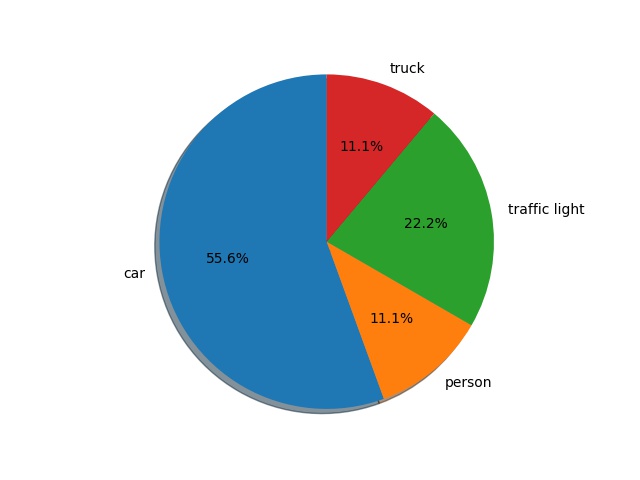 truck
11.1%
22.2%
traffic light
55.6%
car
11.1%
person